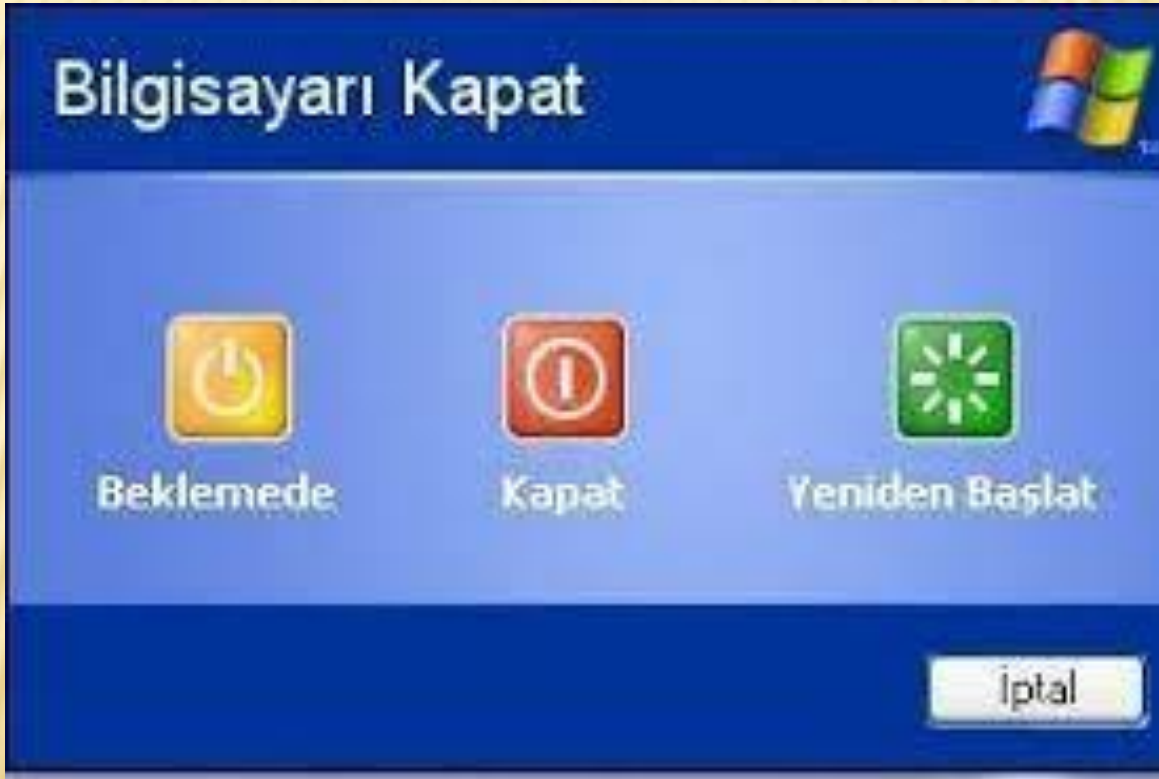 Bilgisayarı Kapat
Beklemede
Kapat
Yeniden Başlat
İptal